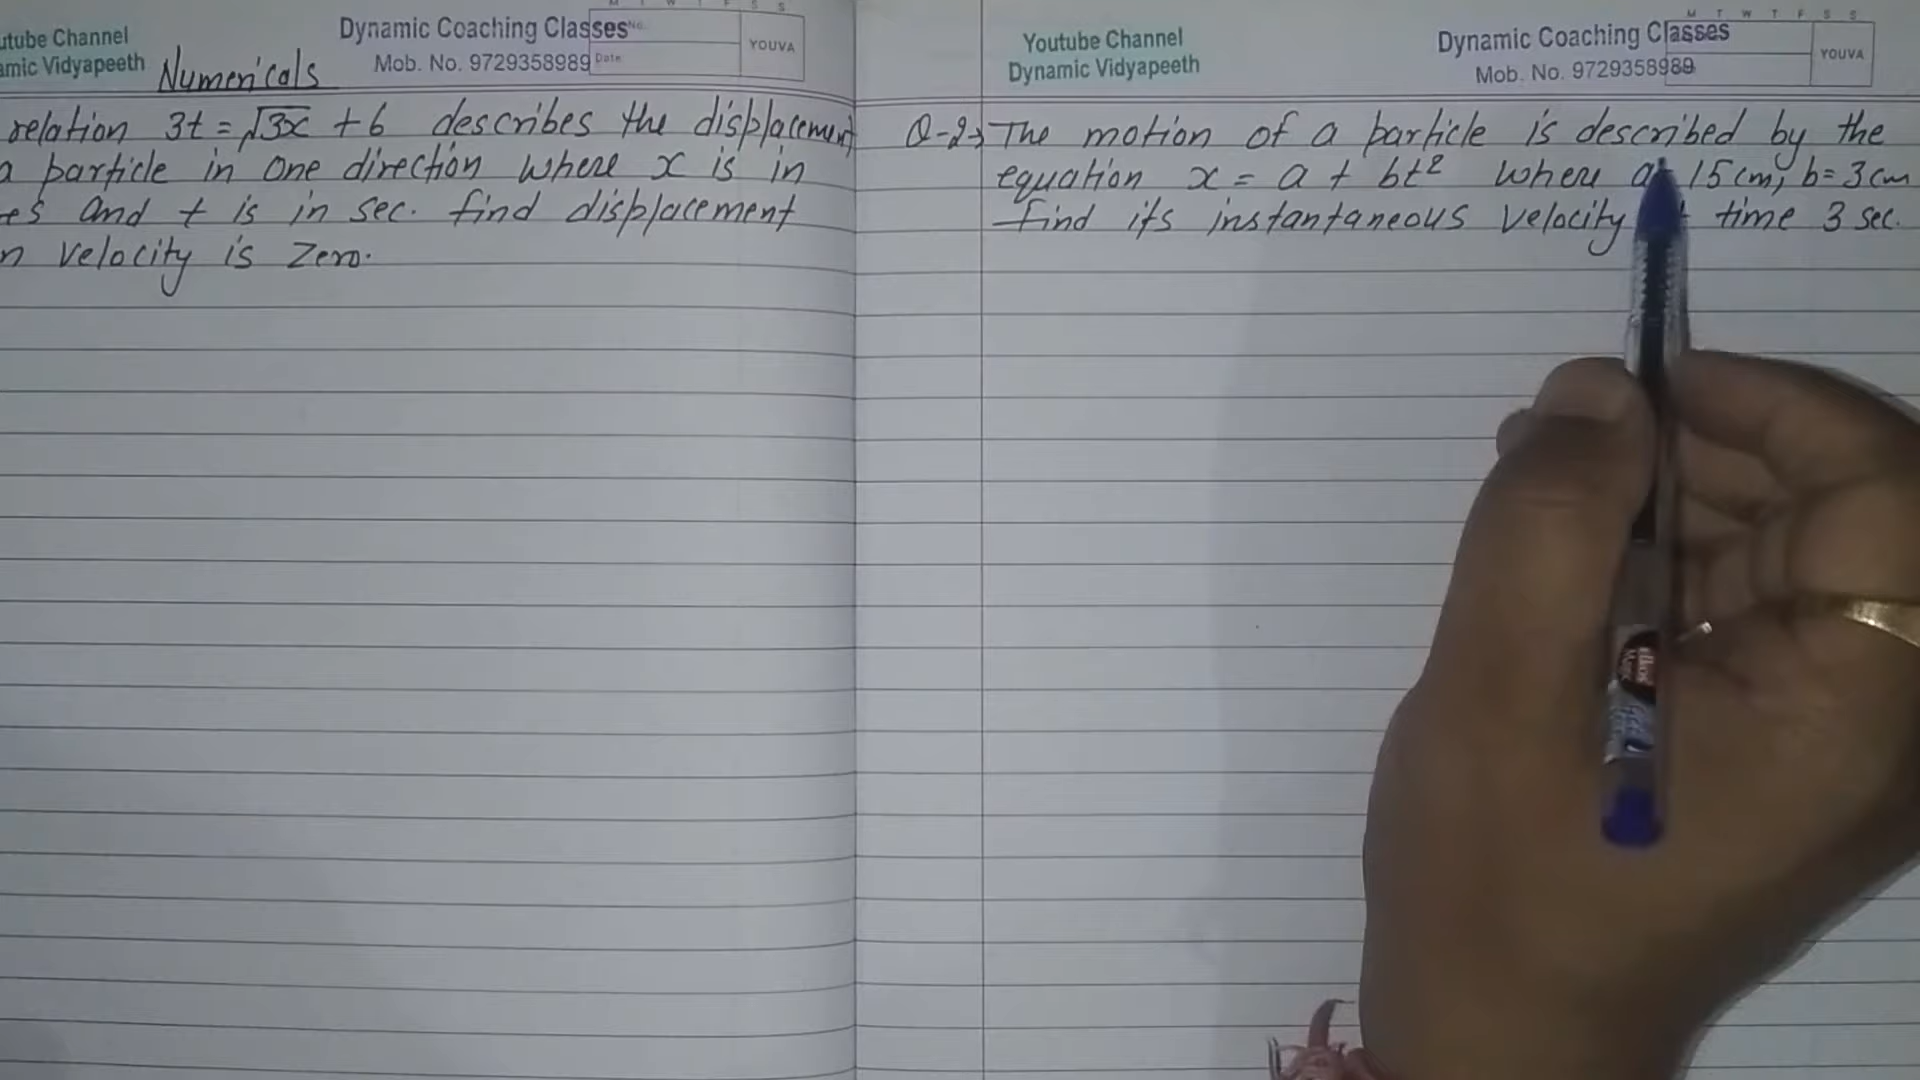 utube Channel
amic Vidyapeeth
Numericals
Dynamic Coaching Classes
Mob. No. 9729358989
No.
Date
YOUVA
relation 3t = √3x + 6 describes the displacement
a particle in one direction where x is in
es and t is in sec. find displacement
n velocity is zero.
M T W T F S S
Youtube Channel
Dynamic Vidyapeeth
Dynamic Coaching Classes
Mob. No. 9729358989
YOUVA
Q-2→ The motion of a particle is described by the
equation x = a + bt² where a= 15 cm, b= 3 cm
find its instantaneous velocity time 3 sec.